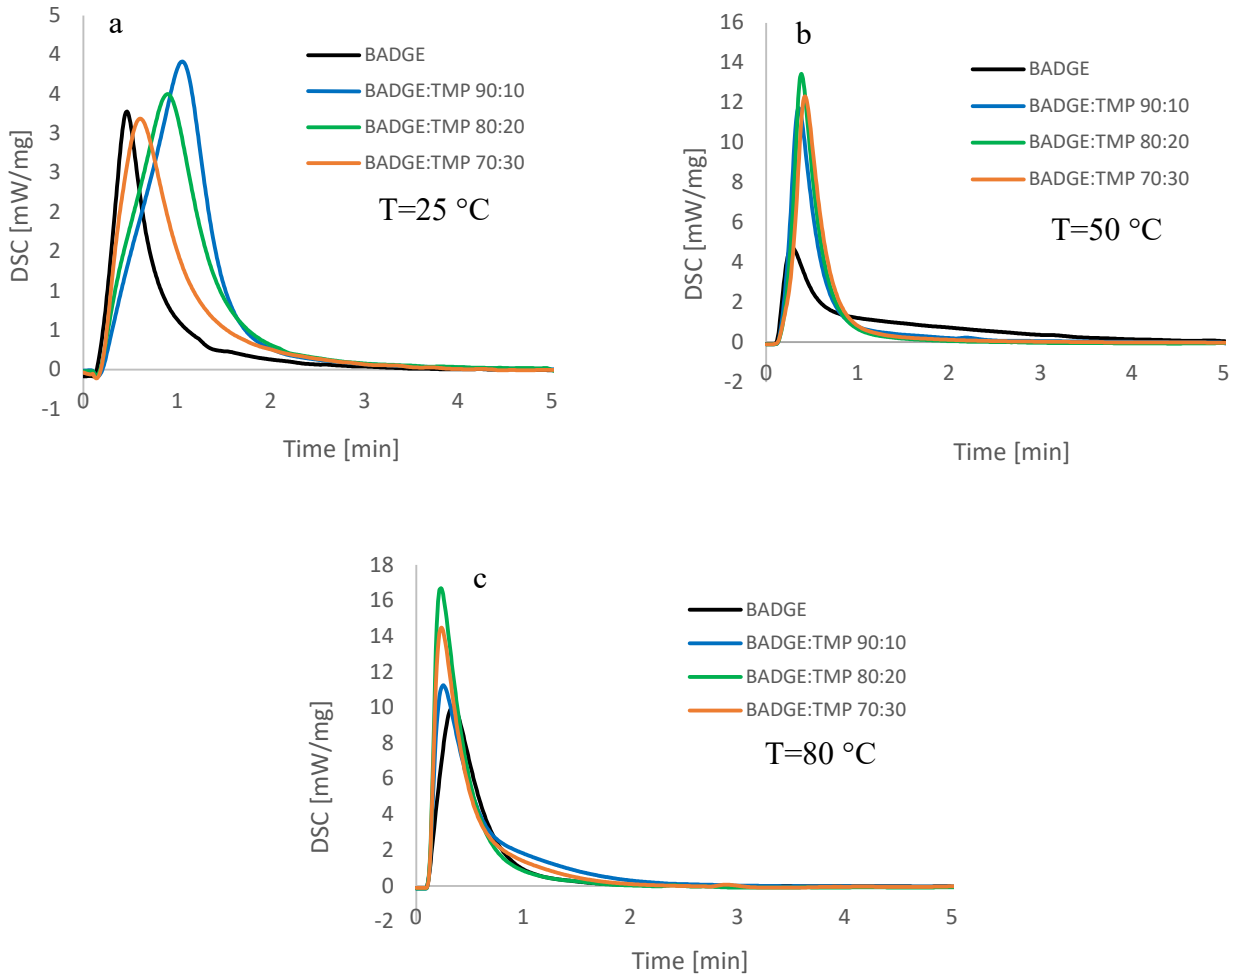 a
5
4
4
3
3
2
2
1
1
0
-1
DSC [mW/mg]
0 1 2 3 4 5
Time [min]
BADGE
BADGE:TMP 90:10
BADGE:TMP 80:20
BADGE:TMP 70:30
T=25 °C
b
16
14
12
10
8
6
4
2
0
-2
DSC [mW/mg]
0 1 2 3 4 5
Time [min]
BADGE
BADGE:TMP 90:10
BADGE:TMP 80:20
BADGE:TMP 70:30
T=50 °C
c
18
16
14
12
10
8
6
4
2
0
-2
DSC [mW/mg]
0 1 2 3 4 5
Time [min]
BADGE
BADGE:TMP 90:10
BADGE:TMP 80:20
BADGE:TMP 70:30
T=80 °C